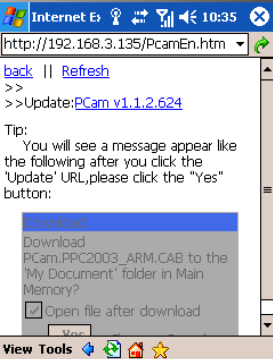 Internet Ex 10:35
http://192.168.3.135/PcamEn.htm
back || Refresh
>>
>>Update:PCam v1.1.2.624
Tip:
You will see a message appear like
the following after you click the
'Update' URL,please click the "Yes"
button:
Download
Download
PCam.PPC2003_ARM.CAB to the
'My Document' folder in Main
Memory?
Open file after download
Yes
View Tools